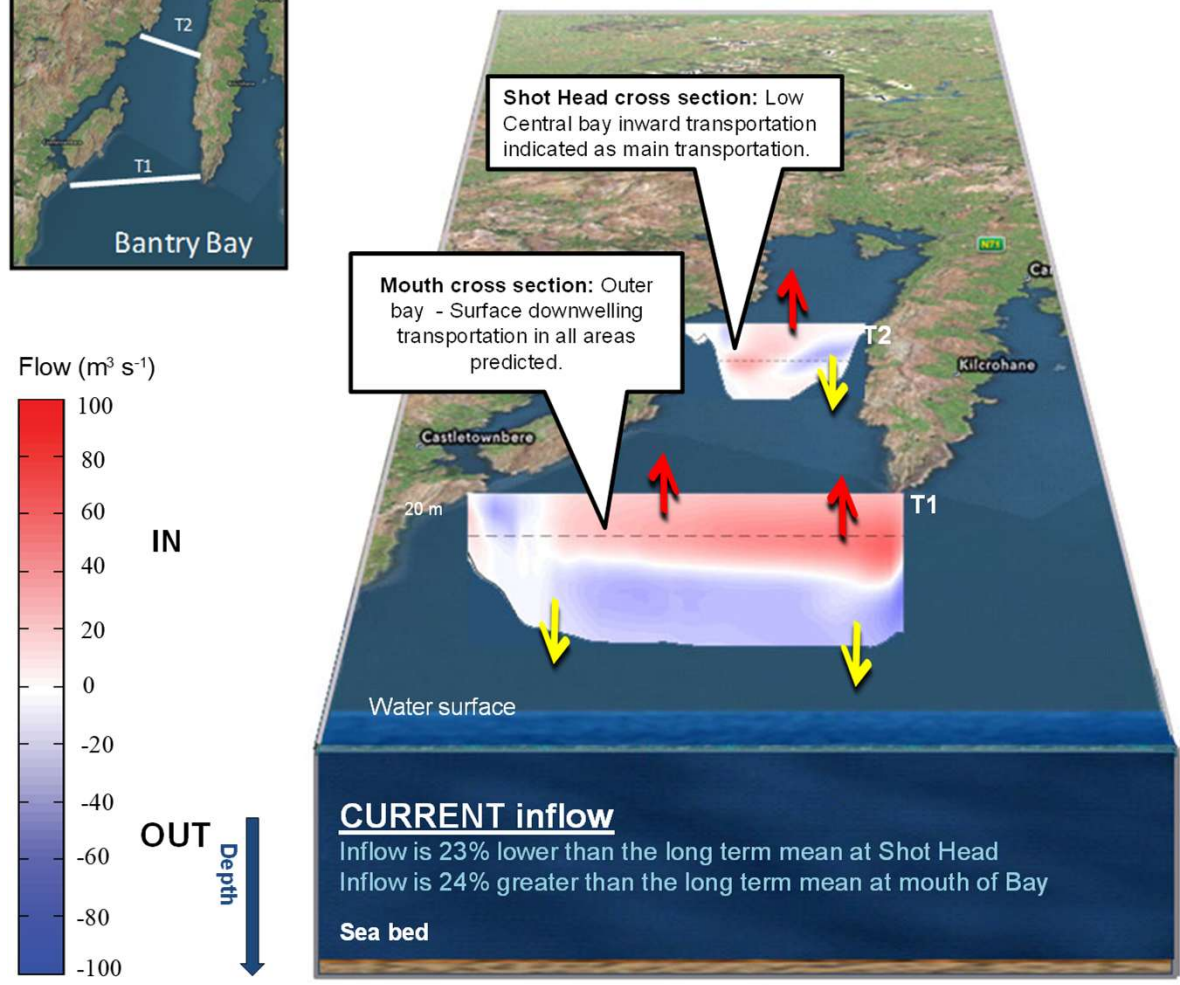 T2
T1
Bantry Bay
Shot Head cross section: Low
Central bay inward transportation
indicated as main transportation.
N71
Mouth cross section: Outer
bay - Surface downwelling
transportation in all areas
predicted.
T2
Kilcrohane
Castletownbere
20 m
T1
Flow (m³ s⁻¹)
100
80
60
40
20
0
-20
-40
-60
-80
-100
IN
OUT
Depth
Water surface
CURRENT inflow
Inflow is 23% lower than the long term mean at Shot Head
Inflow is 24% greater than the long term mean at mouth of Bay
Sea bed